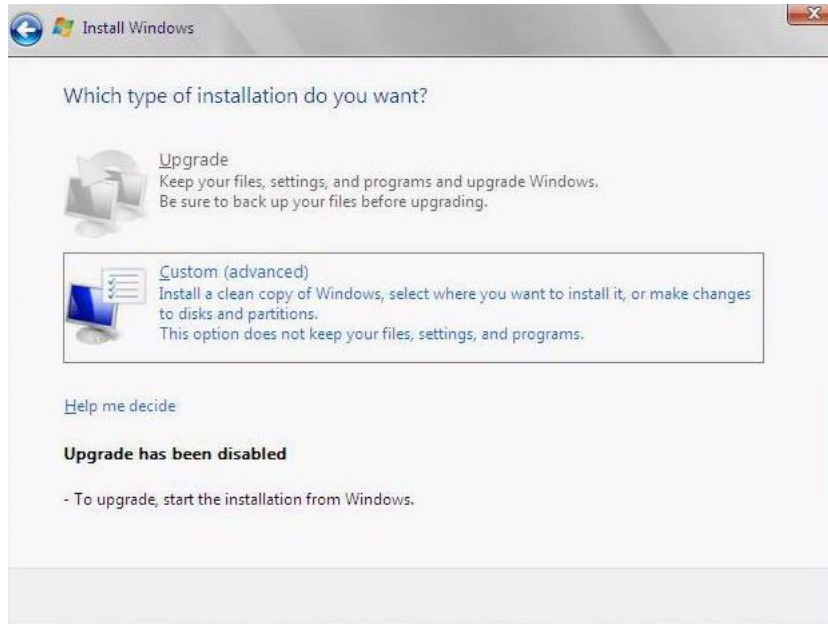 Install Windows
Which type of installation do you want?
Upgrade
Keep your files, settings, and programs and upgrade Windows.
Be sure to back up your files before upgrading.
Custom (advanced)
Install a clean copy of Windows, select where you want to install it, or make changes
to disks and partitions.
This option does not keep your files, settings, and programs.
Help me decide
Upgrade has been disabled
- To upgrade, start the installation from Windows.